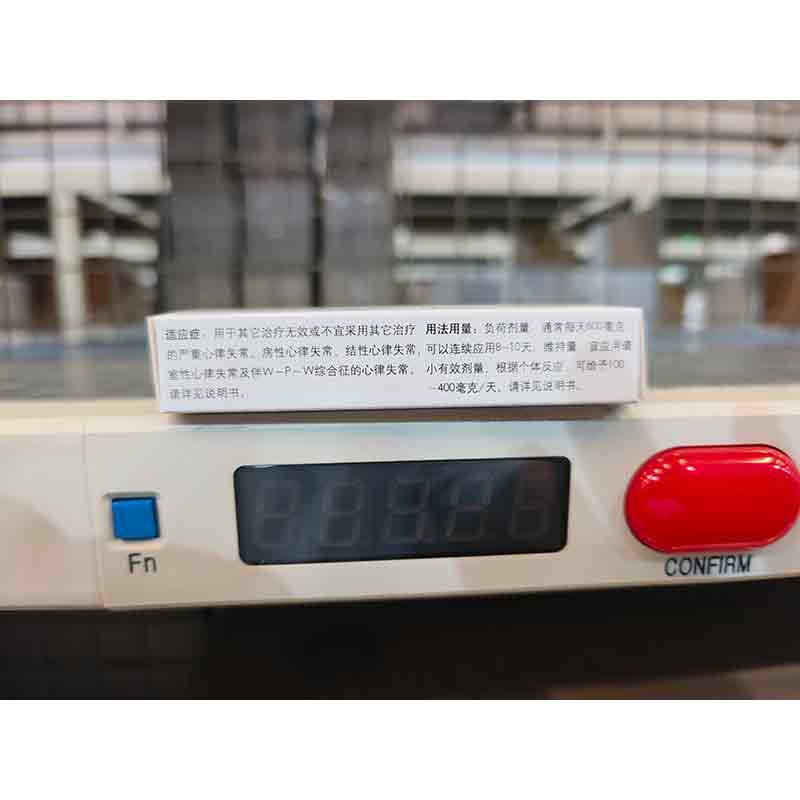 适应症：用于其它治疗无效或不宜采用其它治疗
的严重心律失常。房性心律失常，结性心律失常，
室性心律失常及伴W-P-W综合征的心律失常。
请详见说明书。
用法用量：负荷剂量：通常每天600毫克
可以连续应用8-10天。维持量：宜应用
小有效剂量，根据个体反应，可给予100
-400毫克/天。请详见说明书。
Fn
CONFIRM